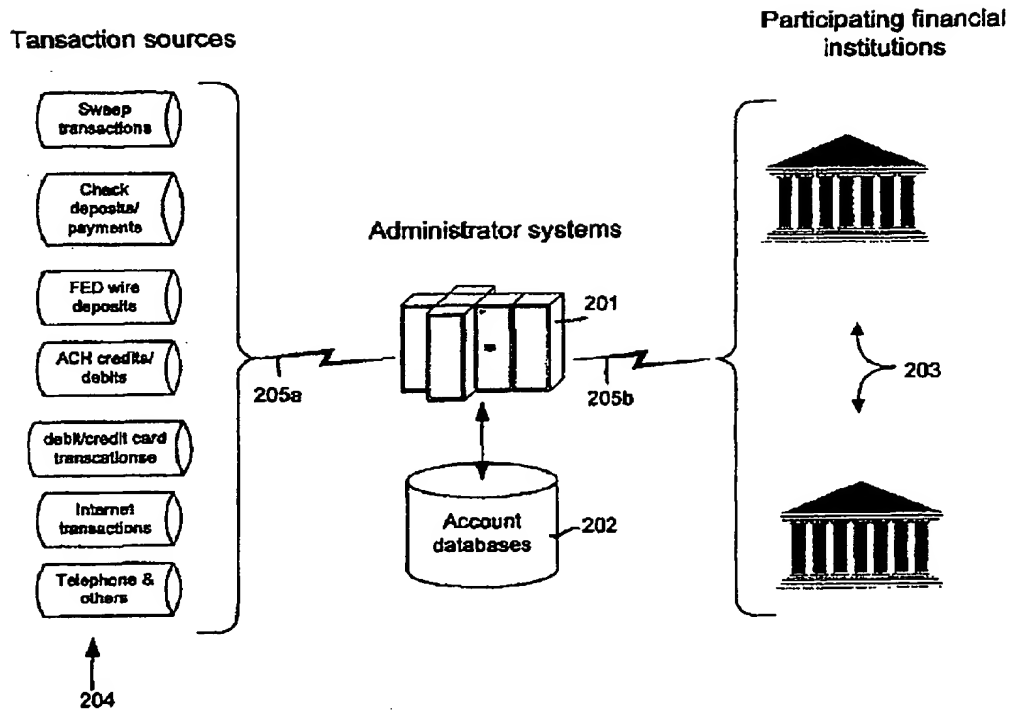 Tansaction sources
Participating financial
institutions
Sweep
transactions
Check
deposits/
payments
FED wire
deposits
ACH credits/
debits
debit/credit card
transcationse
Internet
transactions
Telephone &
others
204
205a
Administrator systems
201
205b
Account
databases
202
203